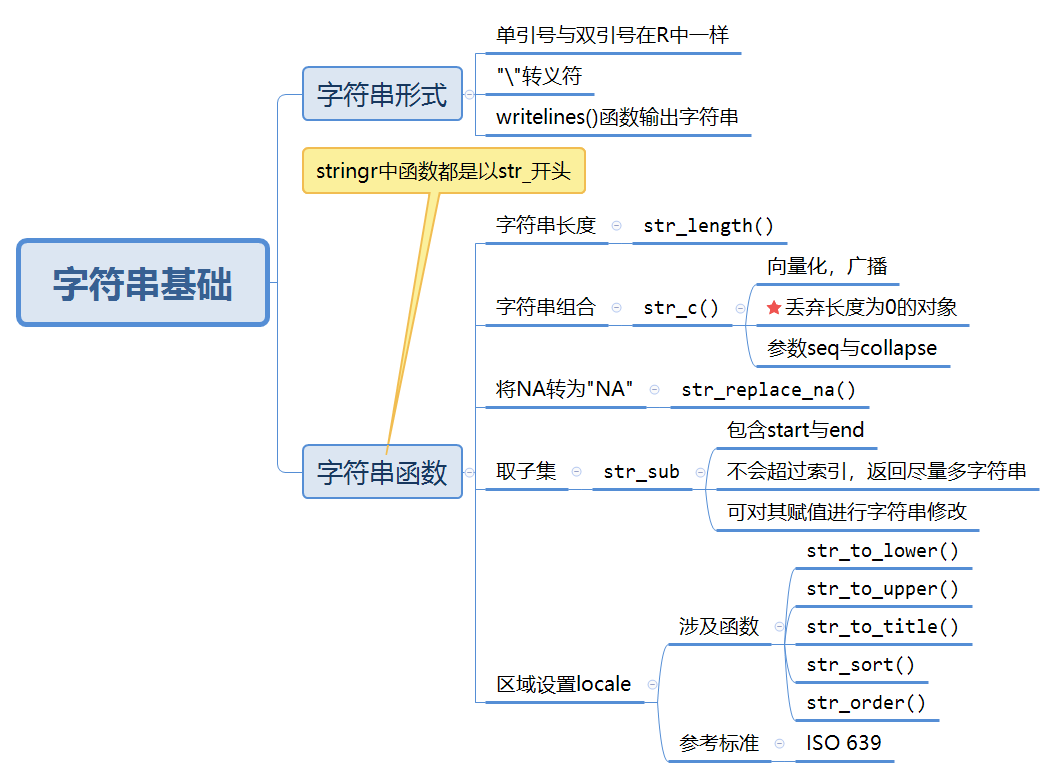 字符串基础
字符串形式
单引号与双引号在R中一样
"\"转义符
writelines()函数输出字符串
stringr中函数都是以str_开头
字符串函数
字符串长度
str_length()
字符串组合
str_c()
向量化，广播
丢弃长度为0的对象
参数seq与collapse
将NA转为"NA"
str_replace_na()
取子集
str_sub
包含start与end
不会超过索引，返回尽量多字符串
可对其赋值进行字符串修改
区域设置locale
涉及函数
str_to_lower()
str_to_upper()
str_to_title()
str_sort()
str_order()
参考标准
ISO 639